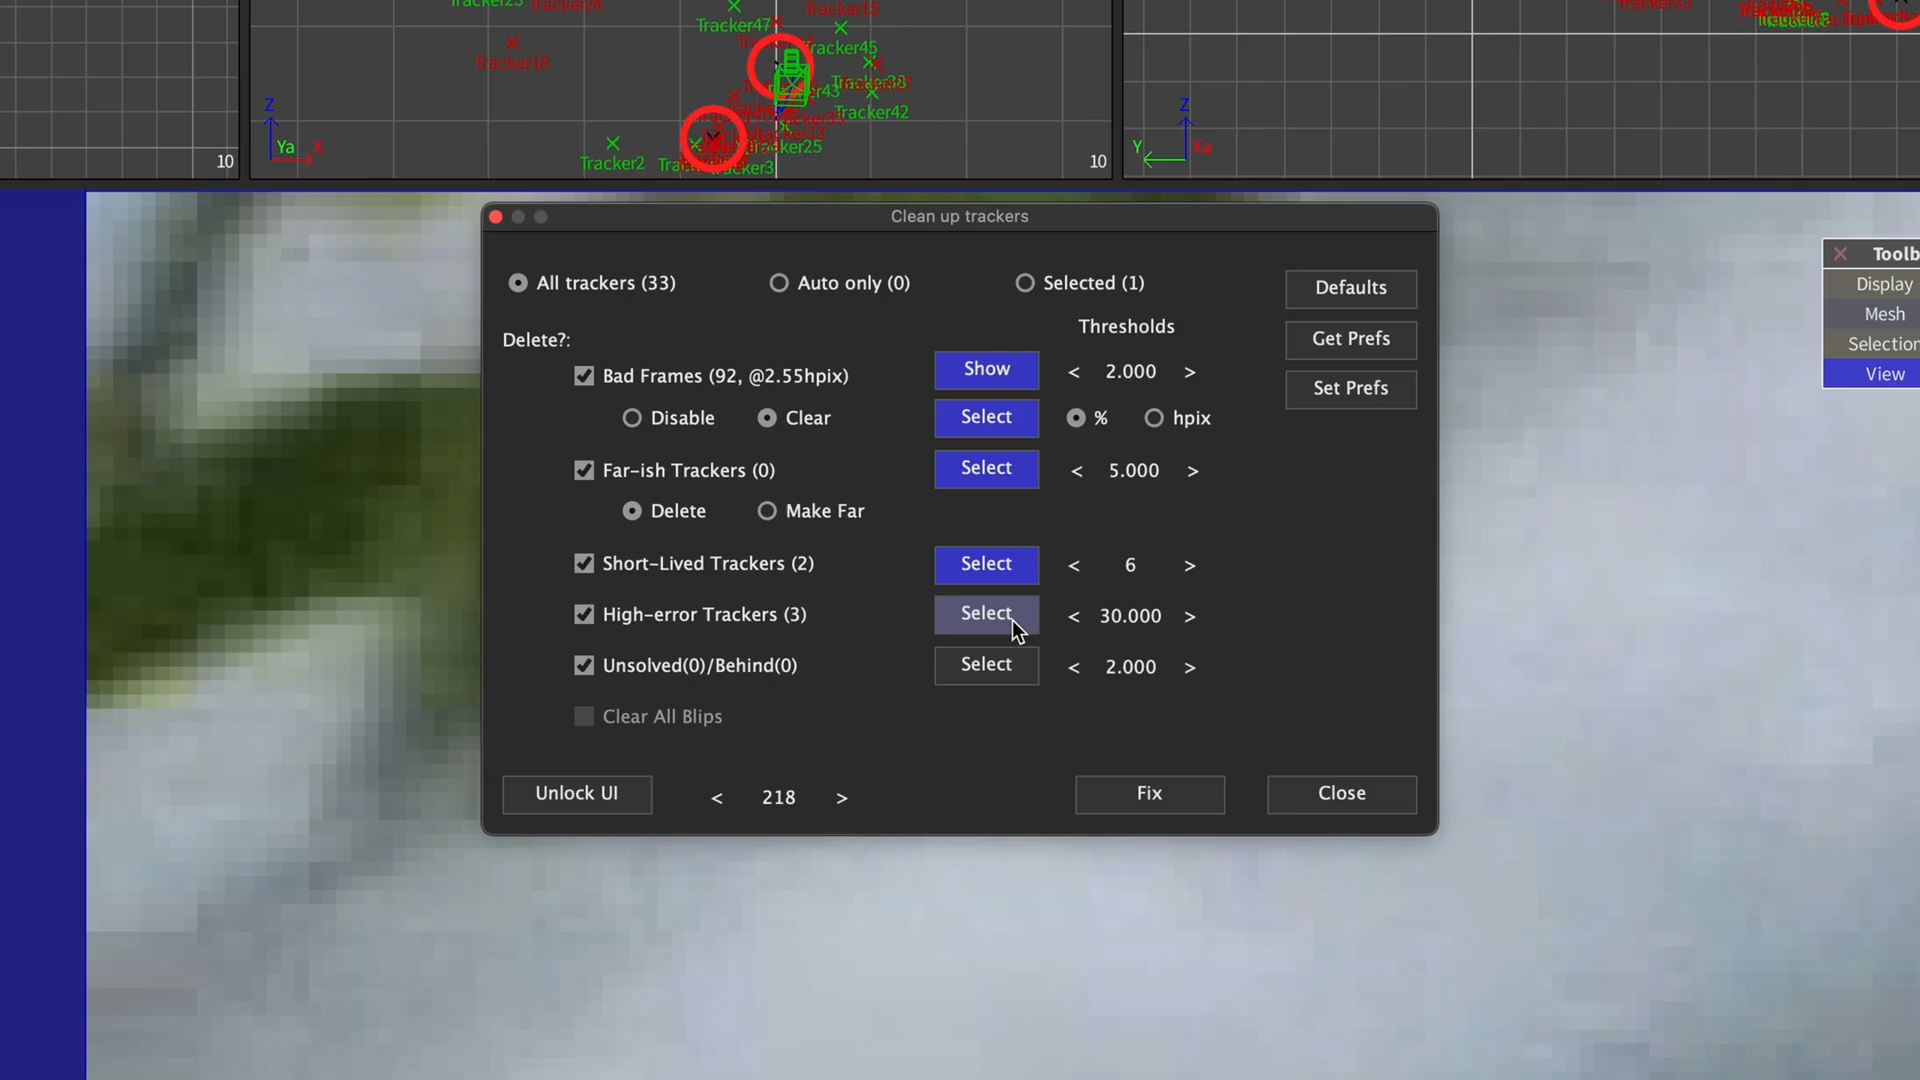 Tracker24
Tracker15
Tracker47
Tracker45
Tracker18
Tracker42
Tracker25
Tracker2
Tracker3
Z
Ya X
10
10
Z
Y Xa
Clean up trackers
All trackers (33) Auto only (0) Selected (1) Defaults
Thresholds
Delete?: Get Prefs
Bad Frames (92, @2.55hpix) Show < 2.000 > Set Prefs
Disable Clear Select % hpix
Far-ish Trackers (0) Select < 5.000 >
Delete Make Far
Short-Lived Trackers (2) Select < 6 >
High-error Trackers (3) Select < 30.000 >
Unsolved(0)/Behind(0) Select < 2.000 >
Clear All Blips
Unlock UI < 218 > Fix Close
Toolb
Display
Mesh
Selection
View